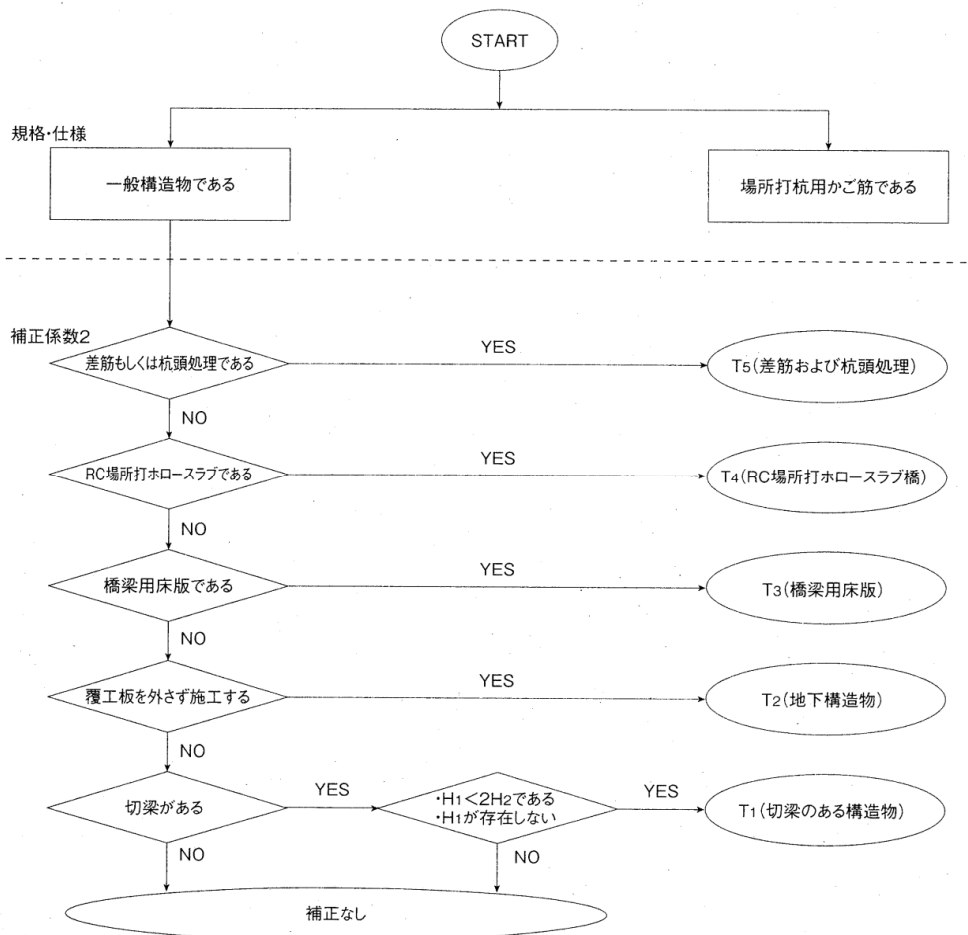 START
規格・仕様
一般構造物である
場所打杭用かご筋である
補正係数2
差筋もしくは杭頭処理である
YES
T5(差筋および杭頭処理)
NO
RC場所打ホロースラブである
YES
T4(RC場所打ホロースラブ橋)
NO
橋梁用床版である
YES
T3(橋梁用床版)
NO
覆工板を外さず施工する
YES
T2(地下構造物)
NO
切梁がある
YES
・H1<2H2である
・H1が存在しない
YES
T1(切梁のある構造物)
NO
NO
補正なし